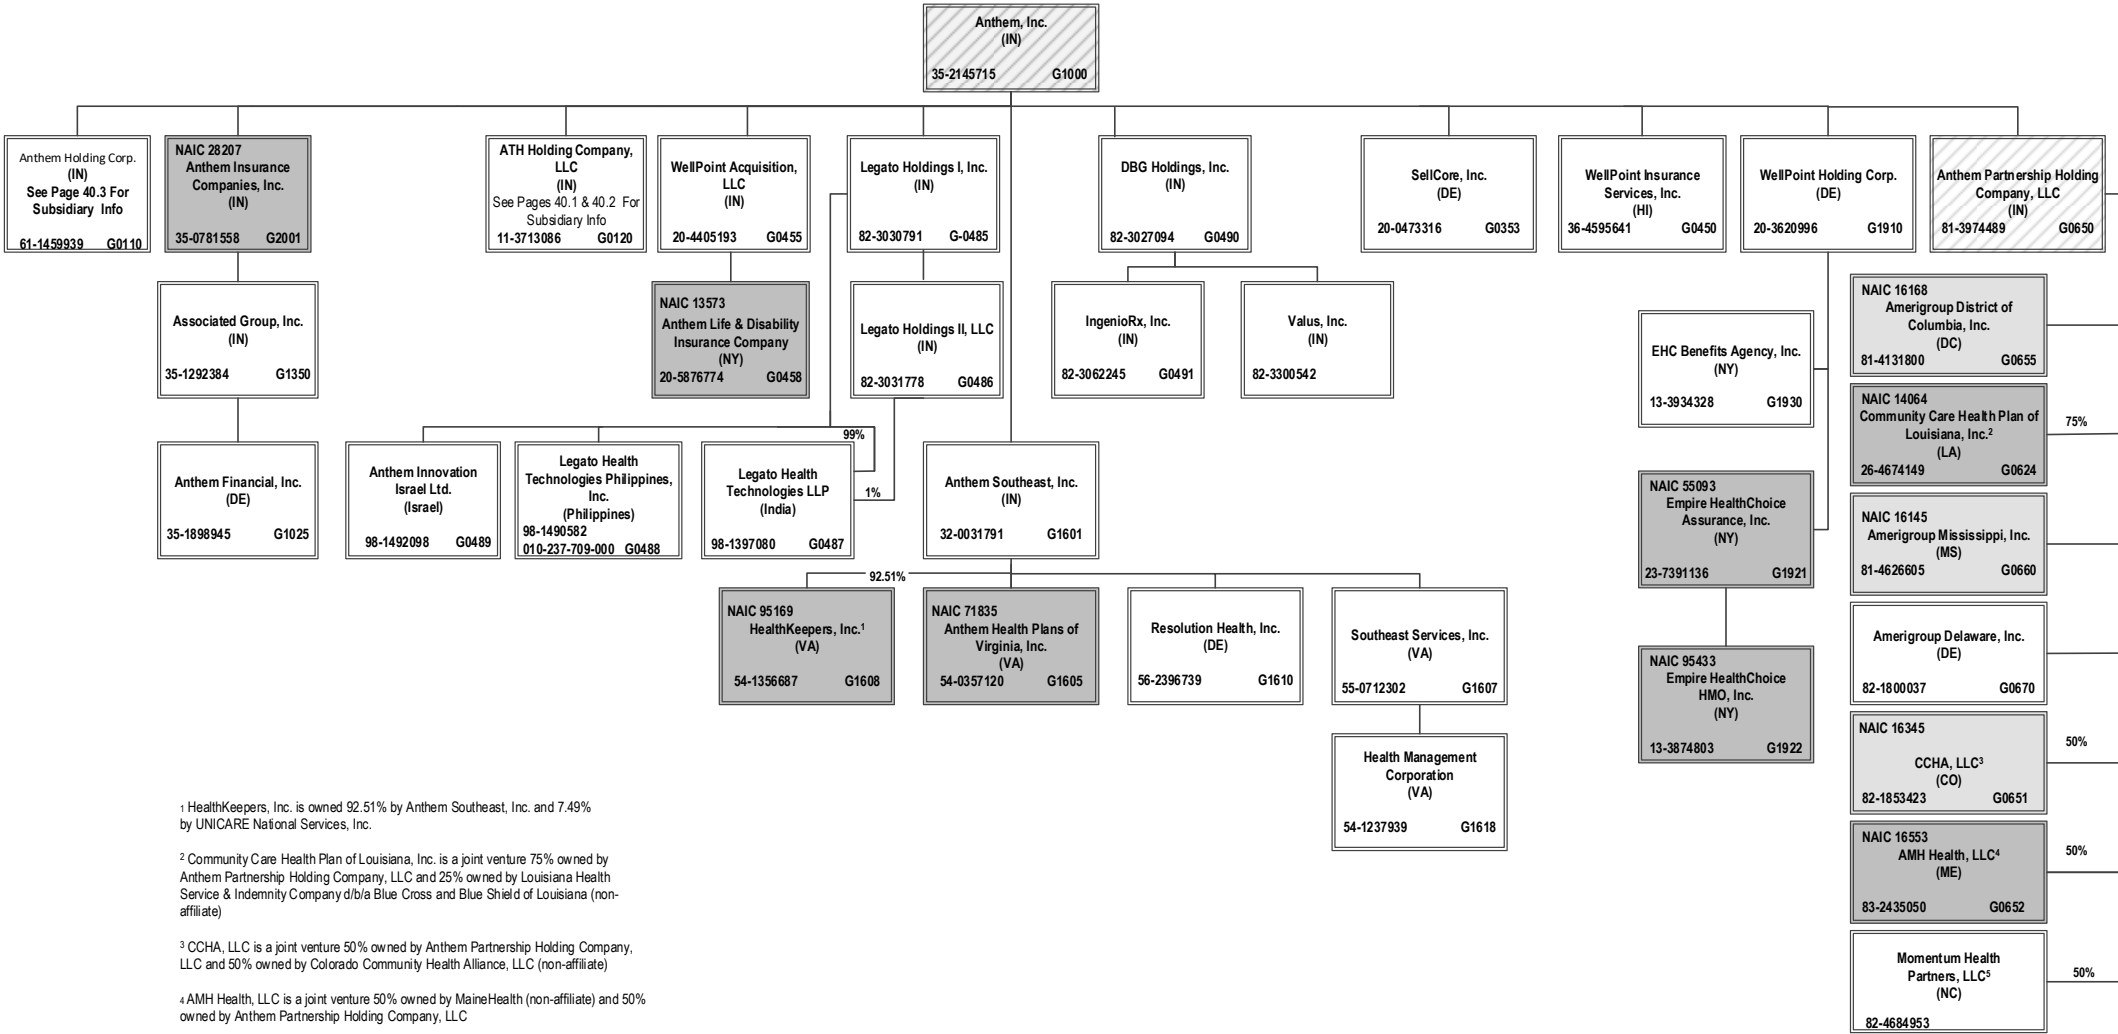 Anthem, Inc.
(IN)
35-2145715 G1000
Anthem Holding Corp.
(IN)
See Page 40.3 For
Subsidiary Info
61-1459939 G0110
NAIC 28207
Anthem Insurance
Companies, Inc.
(IN)
35-0781558 G2001
ATH Holding Company,
LLC
(IN)
See Pages 40.1 & 40.2 For
Subsidiary Info
11-3713086 G0120
WellPoint Acquisition,
LLC
(IN)
20-4405193 G0455
Legato Holdings I, Inc.
(IN)
82-3030791 G-0485
DBG Holdings, Inc.
(IN)
82-3027094 G0490
SellCore, Inc.
(DE)
20-0473316 G0353
WellPoint Insurance
Services, Inc.
(HI)
36-4595641 G0450
WellPoint Holding Corp.
(DE)
20-3620996 G1910
Anthem Partnership Holding
Company, LLC
(IN)
81-3974489 G0650
Associated Group, Inc.
(IN)
35-1292384 G1350
NAIC 13573
Anthem Life & Disability
Insurance Company
(NY)
20-5876774 G0458
Legato Holdings II, LLC
(IN)
82-3031778 G0486
IngenioRx, Inc.
(IN)
82-3062245 G0491
Valus, Inc.
(IN)
82-3300542
EHC Benefits Agency, Inc.
(NY)
13-3934328 G1930
NAIC 16168
Amerigroup District of
Columbia, Inc.
(DC)
81-4131800 G0655
NAIC 14064
Community Care Health Plan of
Louisiana, Inc.2
(LA)
26-4674149 G0624
75%
Anthem Financial, Inc.
(DE)
35-1898945 G1025
Anthem Innovation
Israel Ltd.
(Israel)
98-1492098 G0489
Legato Health
Technologies Philippines,
Inc.
(Philippines)
98-1490582
010-237-709-000 G0488
99%
Legato Health
Technologies LLP
(India)
98-1397080 G0487
1%
Anthem Southeast, Inc.
(IN)
32-0031791 G1601
NAIC 55093
Empire HealthChoice
Assurance, Inc.
(NY)
23-7391136 G1921
NAIC 16145
Amerigroup Mississippi, Inc.
(MS)
81-4626605 G0660
92.51%
NAIC 95169
HealthKeepers, Inc.1
(VA)
54-1356687 G1608
NAIC 71835
Anthem Health Plans of
Virginia, Inc.
(VA)
54-0357120 G1605
Resolution Health, Inc.
(DE)
56-2396739 G1610
Southeast Services, Inc.
(VA)
55-0712302 G1607
NAIC 95433
Empire HealthChoice
HMO, Inc.
(NY)
13-3874803 G1922
Amerigroup Delaware, Inc.
(DE)
82-1800037 G0670
Health Management
Corporation
(VA)
54-1237939 G1618
NAIC 16345
CCHA, LLC3
(CO)
82-1853423 G0651
50%
NAIC 16553
AMH Health, LLC4
(ME)
83-2435050 G0652
50%
Momentum Health
Partners, LLC5
(NC)
82-4684953
50%
1 HealthKeepers, Inc. is owned 92.51% by Anthem Southeast, Inc. and 7.49%
by UNICARE National Services, Inc.
2 Community Care Health Plan of Louisiana, Inc. is a joint venture 75% owned by
Anthem Partnership Holding Company, LLC and 25% owned by Louisiana Health
Service & Indemnity Company d/b/a Blue Cross and Blue Shield of Louisiana (non-
affiliate)
3 CCHA, LLC is a joint venture 50% owned by Anthem Partnership Holding Company,
LLC and 50% owned by Colorado Community Health Alliance, LLC (non-affiliate)
4 AMH Health, LLC is a joint venture 50% owned by MaineHealth (non-affiliate) and 50%
owned by Anthem Partnership Holding Company, LLC